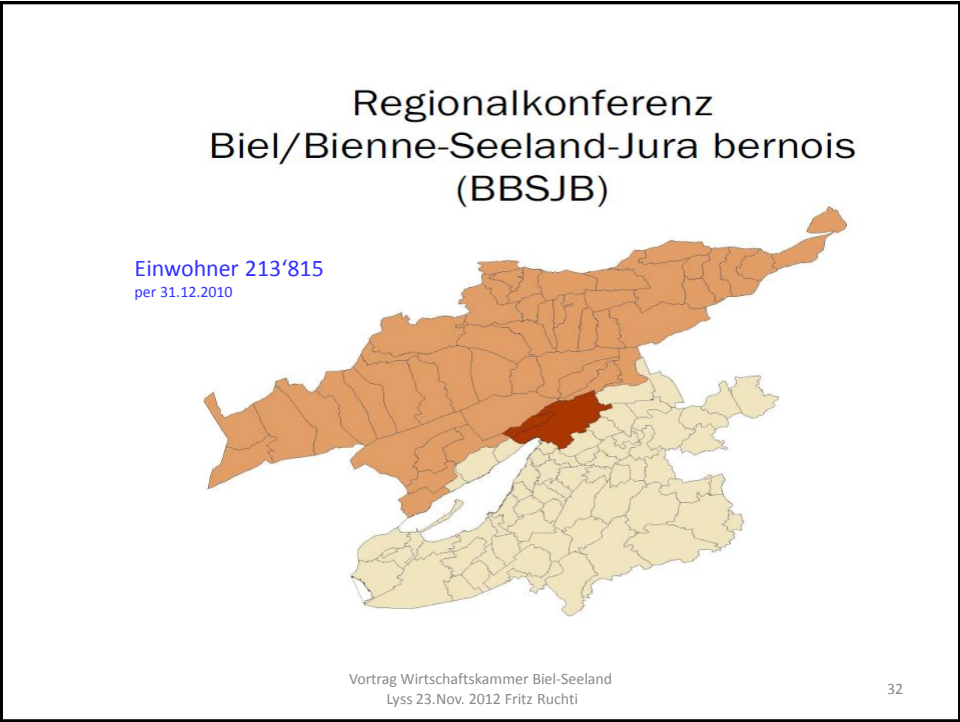 Regionalkonferenz
Biel/Bienne-Seeland-Jura bernois
(BBSJB)
Einwohner 213‘815
per 31.12.2010
Vortrag Wirtschaftskammer Biel-Seeland
Lyss 23.Nov. 2012 Fritz Ruchti
32